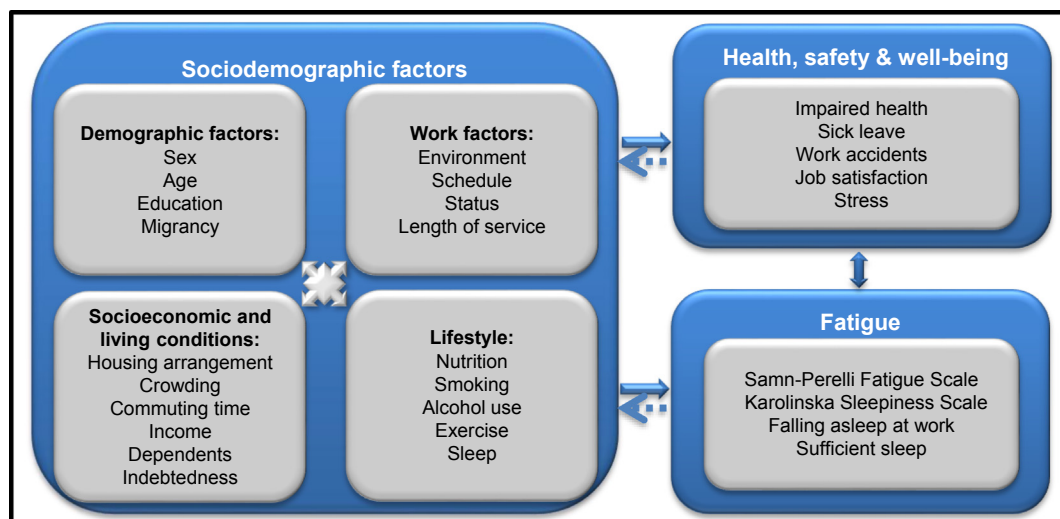 Sociodemographic factors
Demographic factors:
Sex
Age
Education
Migrancy
Work factors:
Environment
Schedule
Status
Length of service
Socioeconomic and
living conditions:
Housing arrangement
Crowding
Commuting time
Income
Dependents
Indebtedness
Lifestyle:
Nutrition
Smoking
Alcohol use
Exercise
Sleep
Health, safety & well-being
Impaired health
Sick leave
Work accidents
Job satisfaction
Stress
Fatigue
Samn-Perelli Fatigue Scale
Karolinska Sleepiness Scale
Falling asleep at work
Sufficient sleep